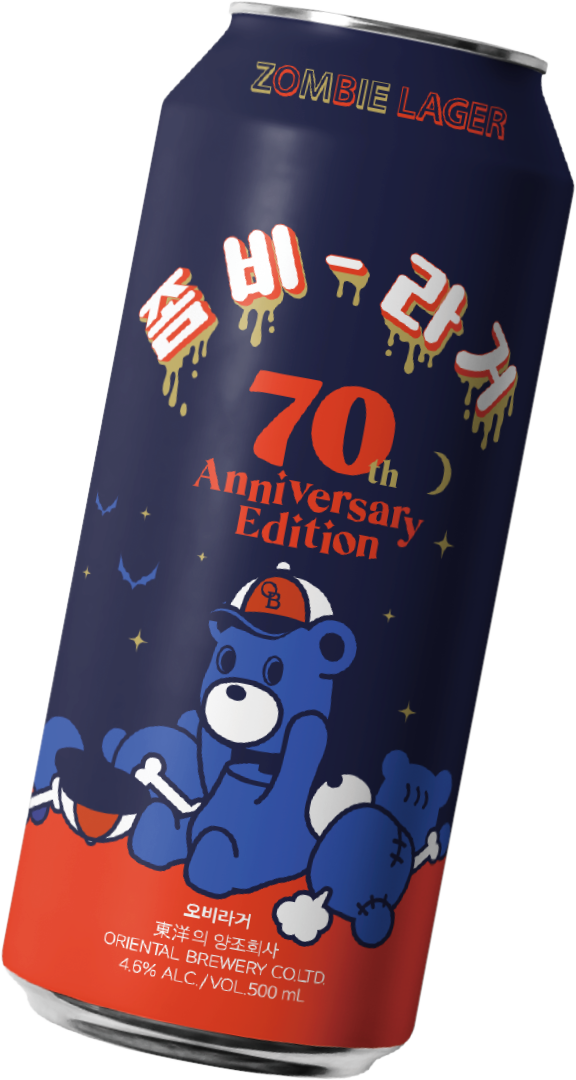 ZOMBIE LAGER
좀비-라거
70th
Anniversary
Edition
OB
오비라거
東洋의 양조회사
ORIENTAL BREWERY CO.LTD.
4.6% ALC./VOL.500 mL